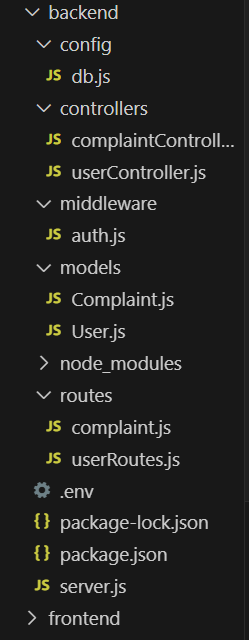 backend
config
JS db.js
controllers
JS complaintControll...
JS userController.js
middleware
JS auth.js
models
JS Complaint.js
JS User.js
node_modules
routes
JS complaint.js
JS userRoutes.js
.env
{} package-lock.json
{} package.json
JS server.js
frontend